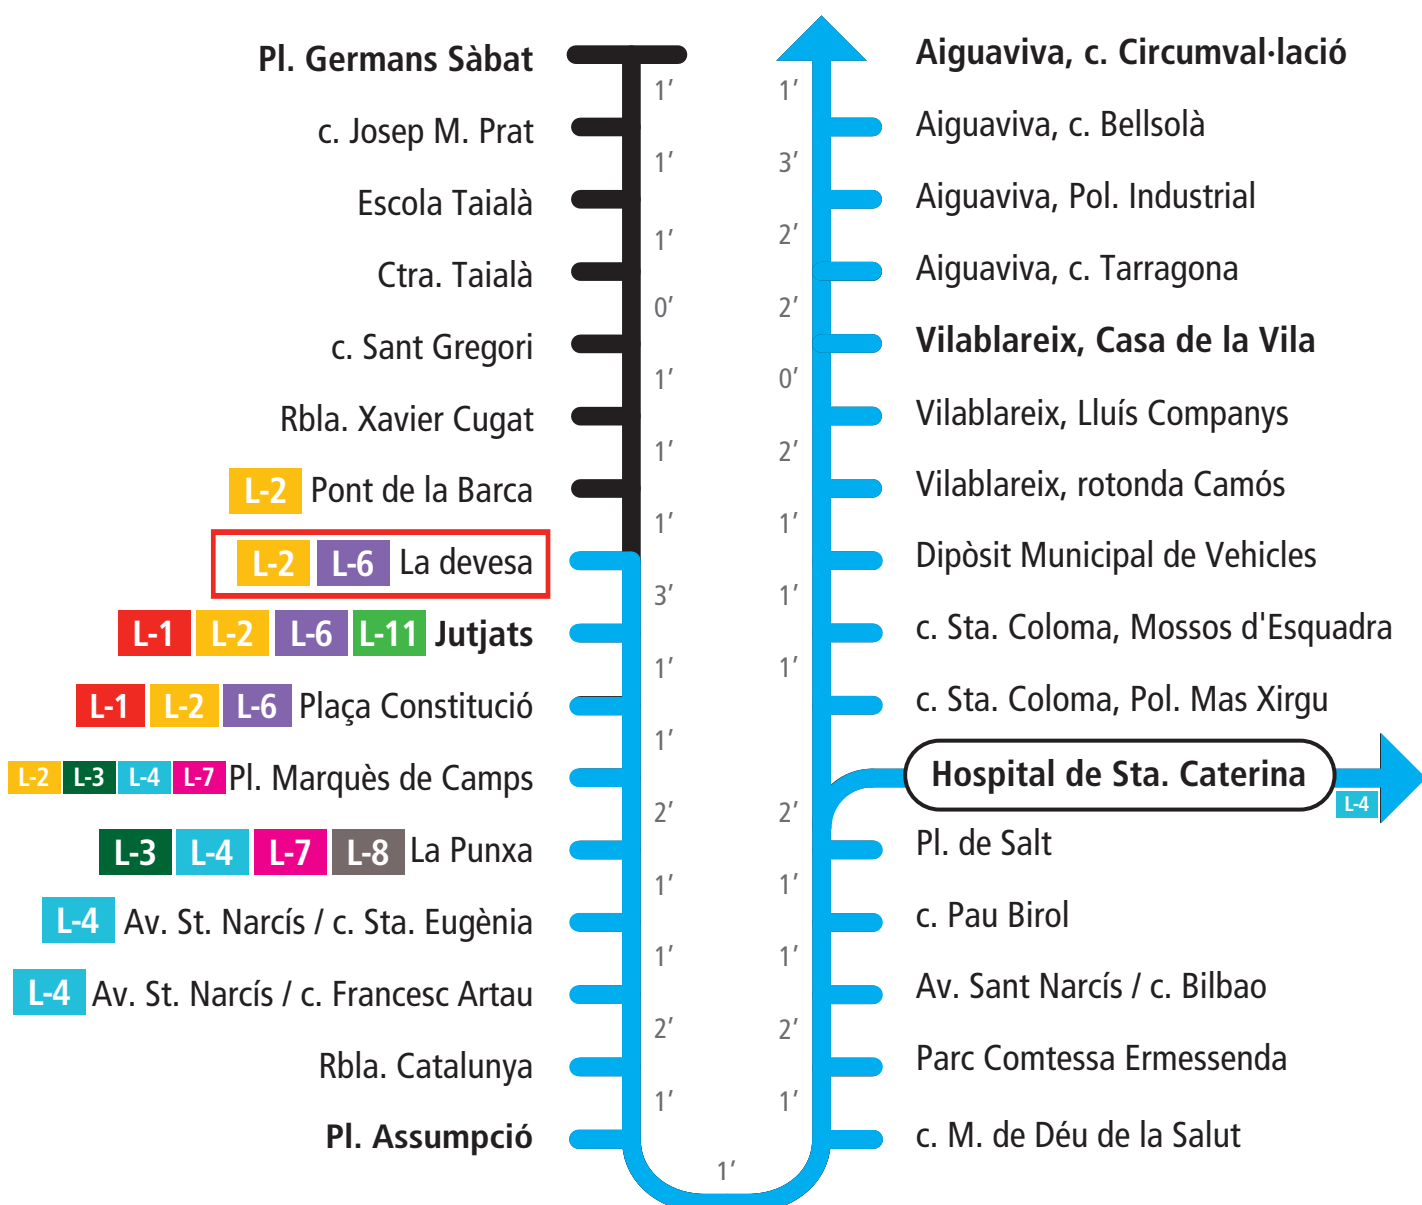 Pl. Germans Sàbat
1’
c. Josep M. Prat
1’
Escola Taialà
1’
Ctra. Taialà
0’
c. Sant Gregori
1’
Rbla. Xavier Cugat
1’
L-2 Pont de la Barca
1’
L-2 L-6 La devesa
3’
L-1 L-2 L-6 L-11 Jutjats
1’
L-1 L-2 L-6 Plaça Constitució
1’
L-2 L-3 L-4 L-7 Pl. Marquès de Camps
2’
L-3 L-4 L-7 L-8 La Punxa
1’
L-4 Av. St. Narcís / c. Sta. Eugènia
1’
L-4 Av. St. Narcís / c. Francesc Artau
2’
Rbla. Catalunya
1’
Pl. Assumpció
1’
Aiguaviva, c. Circumval·lació
1’
Aiguaviva, c. Bellsolà
3’
Aiguaviva, Pol. Industrial
2’
Aiguaviva, c. Tarragona
2’
Vilablareix, Casa de la Vila
0’
Vilablareix, Lluís Companys
2’
Vilablareix, rotonda Camós
1’
Dipòsit Municipal de Vehicles
1’
c. Sta. Coloma, Mossos d'Esquadra
1’
c. Sta. Coloma, Pol. Mas Xirgu
Hospital de Sta. Caterina
L-4
2’
Pl. de Salt
1’
c. Pau Birol
1’
Av. Sant Narcís / c. Bilbao
2’
Parc Comtessa Ermessenda
1’
c. M. de Déu de la Salut